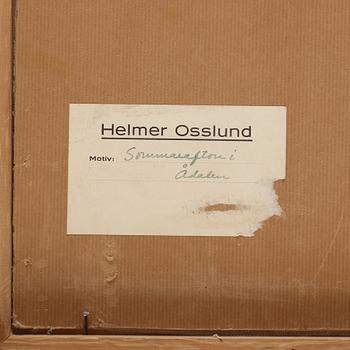 Helmer Osslund
Motiv: Sommarafton i
Ådalen